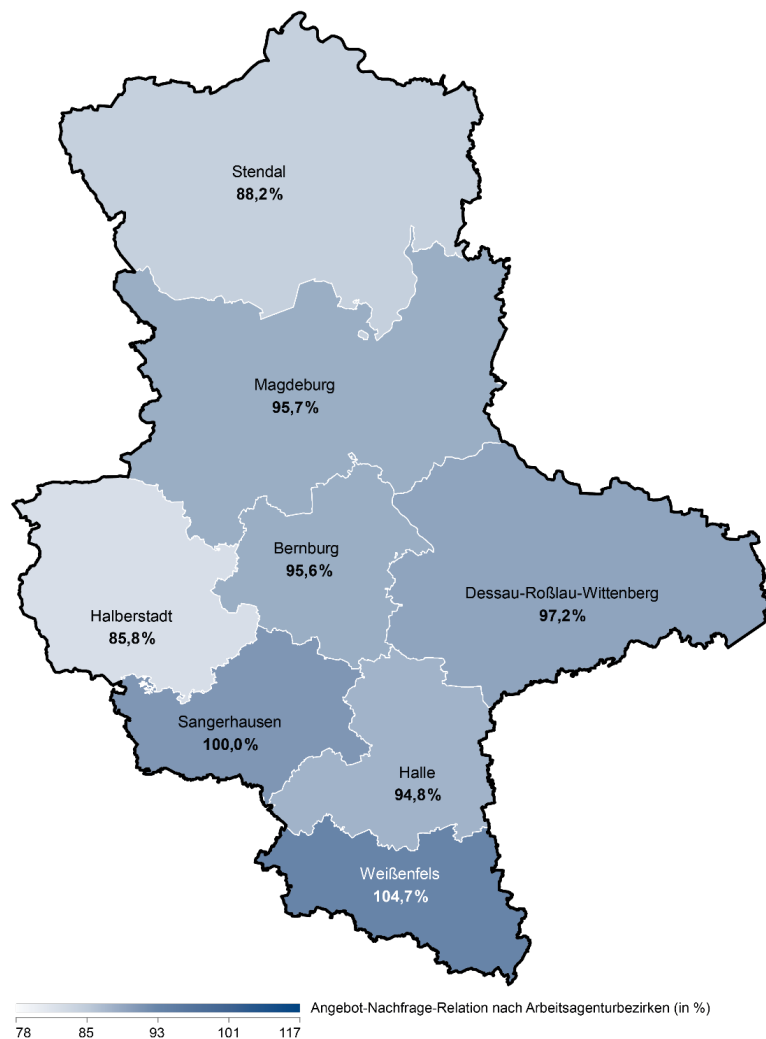 Stendal
88,2%
Magdeburg
95,7%
Bernburg
95,6%
Dessau-Roßlau-Wittenberg
97,2%
Halberstadt
85,8%
Sangerhausen
100,0%
Halle
94,8%
Weißenfels
104,7%
Angebot-Nachfrage-Relation nach Arbeitsagenturbezirken (in %)
78 85 93 101 117